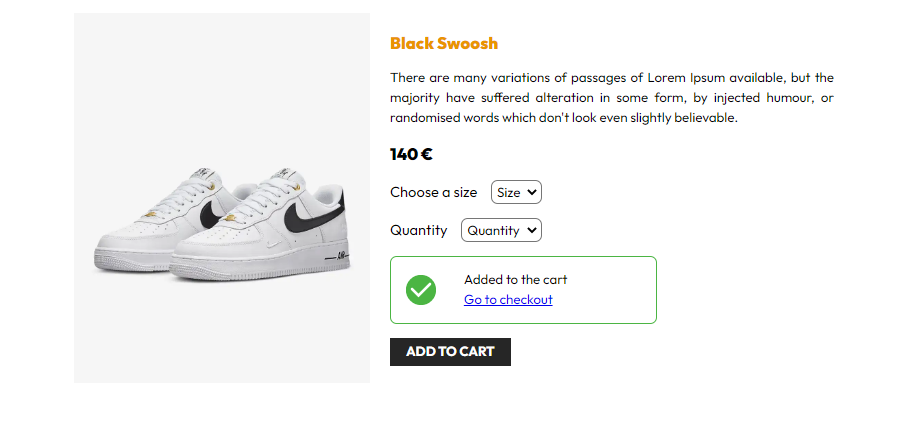 Black Swoosh
There are many variations of passages of Lorem Ipsum available, but the
majority have suffered alteration in some form, by injected humour, or
randomised words which don't look even slightly believable.
140 €
Choose a size Size
Quantity Quantity
Added to the cart
Go to checkout
ADD TO CART